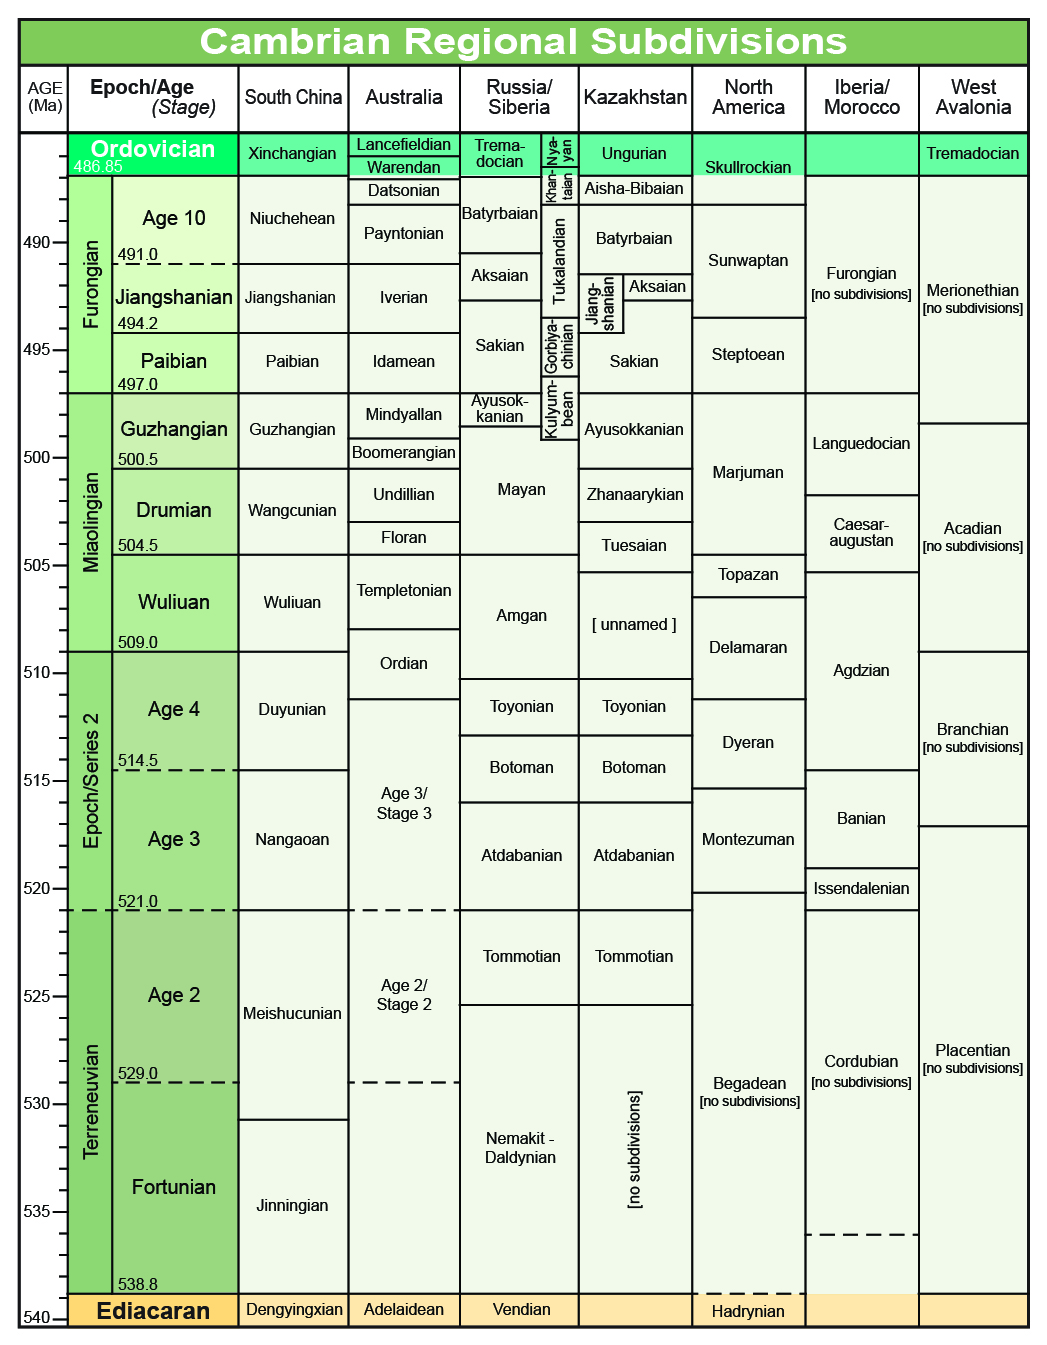 Cambrian Regional Subdivisions
AGE
(Ma)
Epoch/Age
(Stage)
South China
Australia
Russia/
Siberia
Kazakhstan
North
America
Iberia/
Morocco
West
Avalonia
490
495
500
505
510
515
520
525
530
535
540
Ordovician
486.85
Furongian
Age 10
491.0
Jiangshanian
494.2
Paibian
497.0
Miaolingian
Guzhangian
500.5
Drumian
504.5
Wuliuan
509.0
Epoch/Series 2
Age 4
514.5
Age 3
521.0
Terreneuvian
Age 2
529.0
Fortunian
538.8
Ediacaran
Xinchangian
Niuchehean
Jiangshanian
Paibian
Guzhangian
Wangcunian
Wuliuan
Duyunian
Nangaoan
Meishucunian
Jinningian
Dengyingxian
Lancefieldian
Warendan
Datsonian
Payntonian
Iverian
Idamean
Mindyallan
Boomerangian
Undillian
Floran
Templetonian
Ordian
Age 3/
Stage 3
Age 2/
Stage 2
Adelaidean
Trema-
docian
Batyrbaian
Aksaian
Sakian
Ayusok-
kanian
Mayan
Amgan
Toyonian
Botoman
Atdabanian
Tommotian
Nemakit -
Daldynian
Vendian
Nya-
yan
Khan-
taian
Tukalandian
Gorbiya-
chinian
Kulyum-
bean
Ungurian
Aisha-Bibaian
Batyrbaian
Jiang-
shanian
Aksaian
Sakian
Ayusokkanian
Zhanaarykian
Tuesaian
[ unnamed ]
Toyonian
Botoman
Atdabanian
Tommotian
[no subdivisions]
Skullrockian
Sunwaptan
Steptoean
Marjuman
Topazan
Delamaran
Dyeran
Montezuman
Begadean
[no subdivisions]
Hadrynian
Furongian
[no subdivisions]
Languedocian
Caesar-
augustan
Agdzian
Banian
Issendalenian
Cordubian
[no subdivisions]
Tremadocian
Merionethian
[no subdivisions]
Acadian
[no subdivisions]
Branchian
[no subdivisions]
Placentian
[no subdivisions]